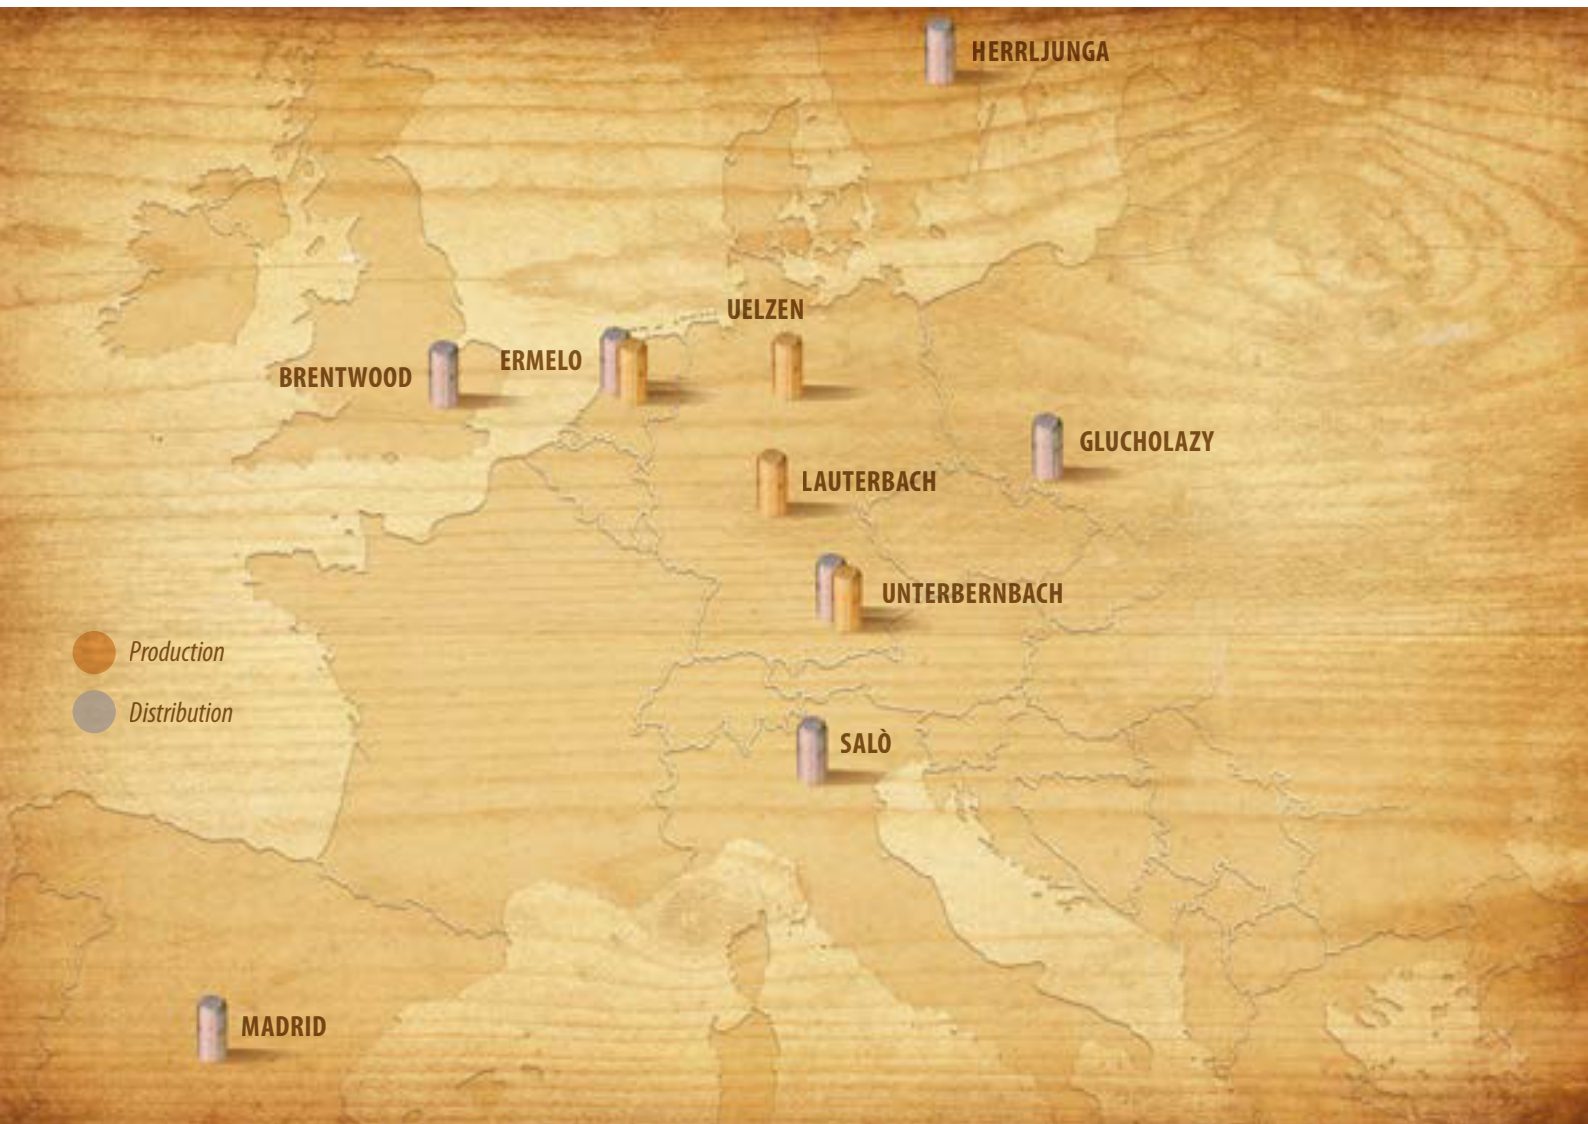 HERRLJUNGA
UELZEN
ERMELO
BRENTWOOD
GLUCHOLAZY
LAUTERBACH
UNTERBERNBACH
Production
Distribution
SALÒ
MADRID